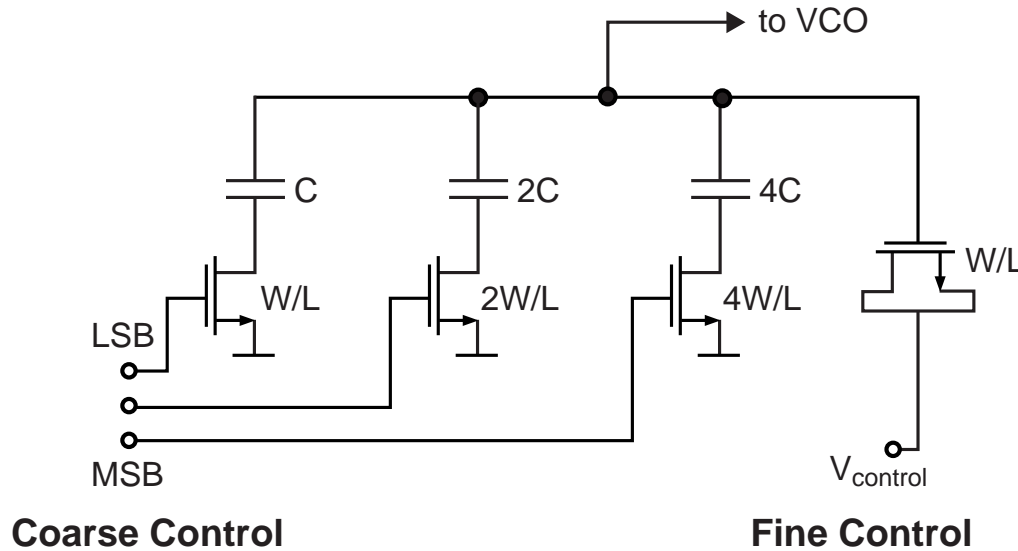 to VCO
C
2C
4C
W/L
2W/L
4W/L
W/L
LSB
MSB
Vcontrol
Coarse Control
Fine Control